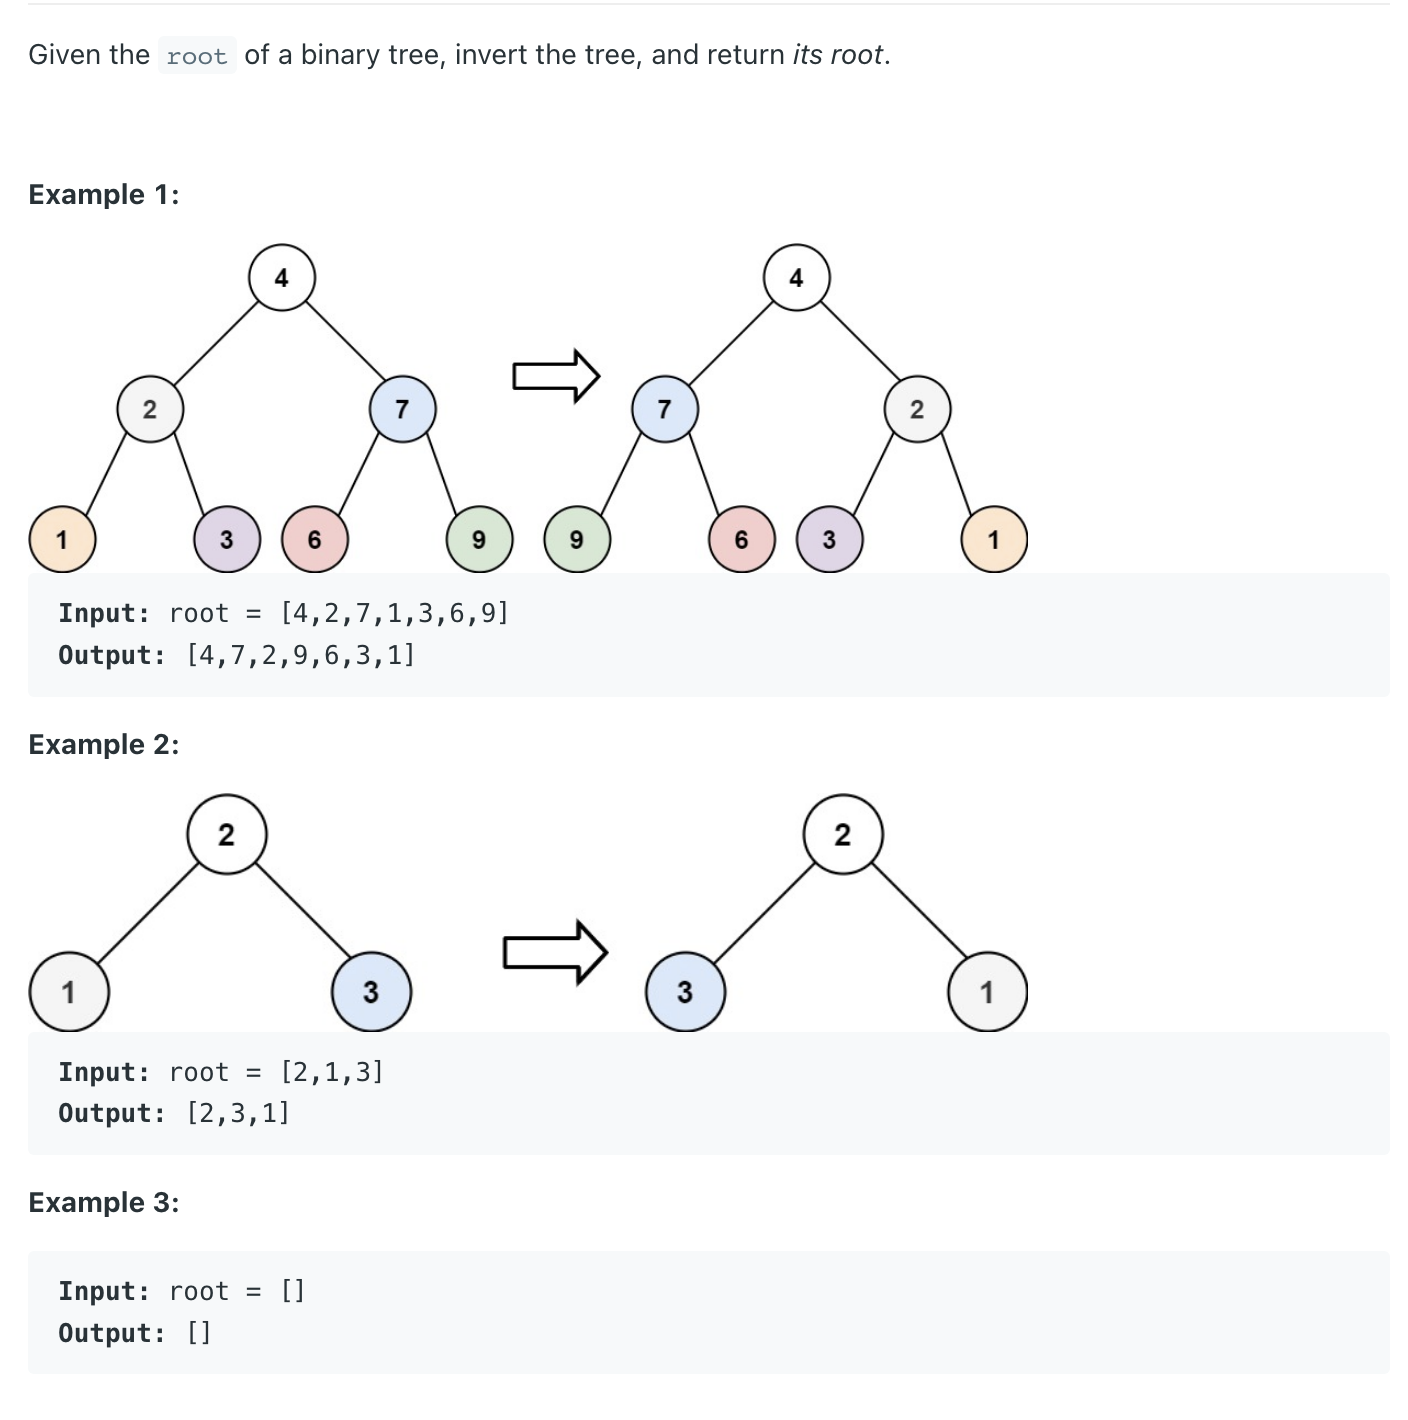 Given the root of a binary tree, invert the tree, and return its root.
Example 1:
4 4
2 7 7 2
1 3 6 9 9 6 3 1
Input: root = [4,2,7,1,3,6,9]
Output: [4,7,2,9,6,3,1]
Example 2:
2 2
1 3 3 1
Input: root = [2,1,3]
Output: [2,3,1]
Example 3:
Input: root = []
Output: []